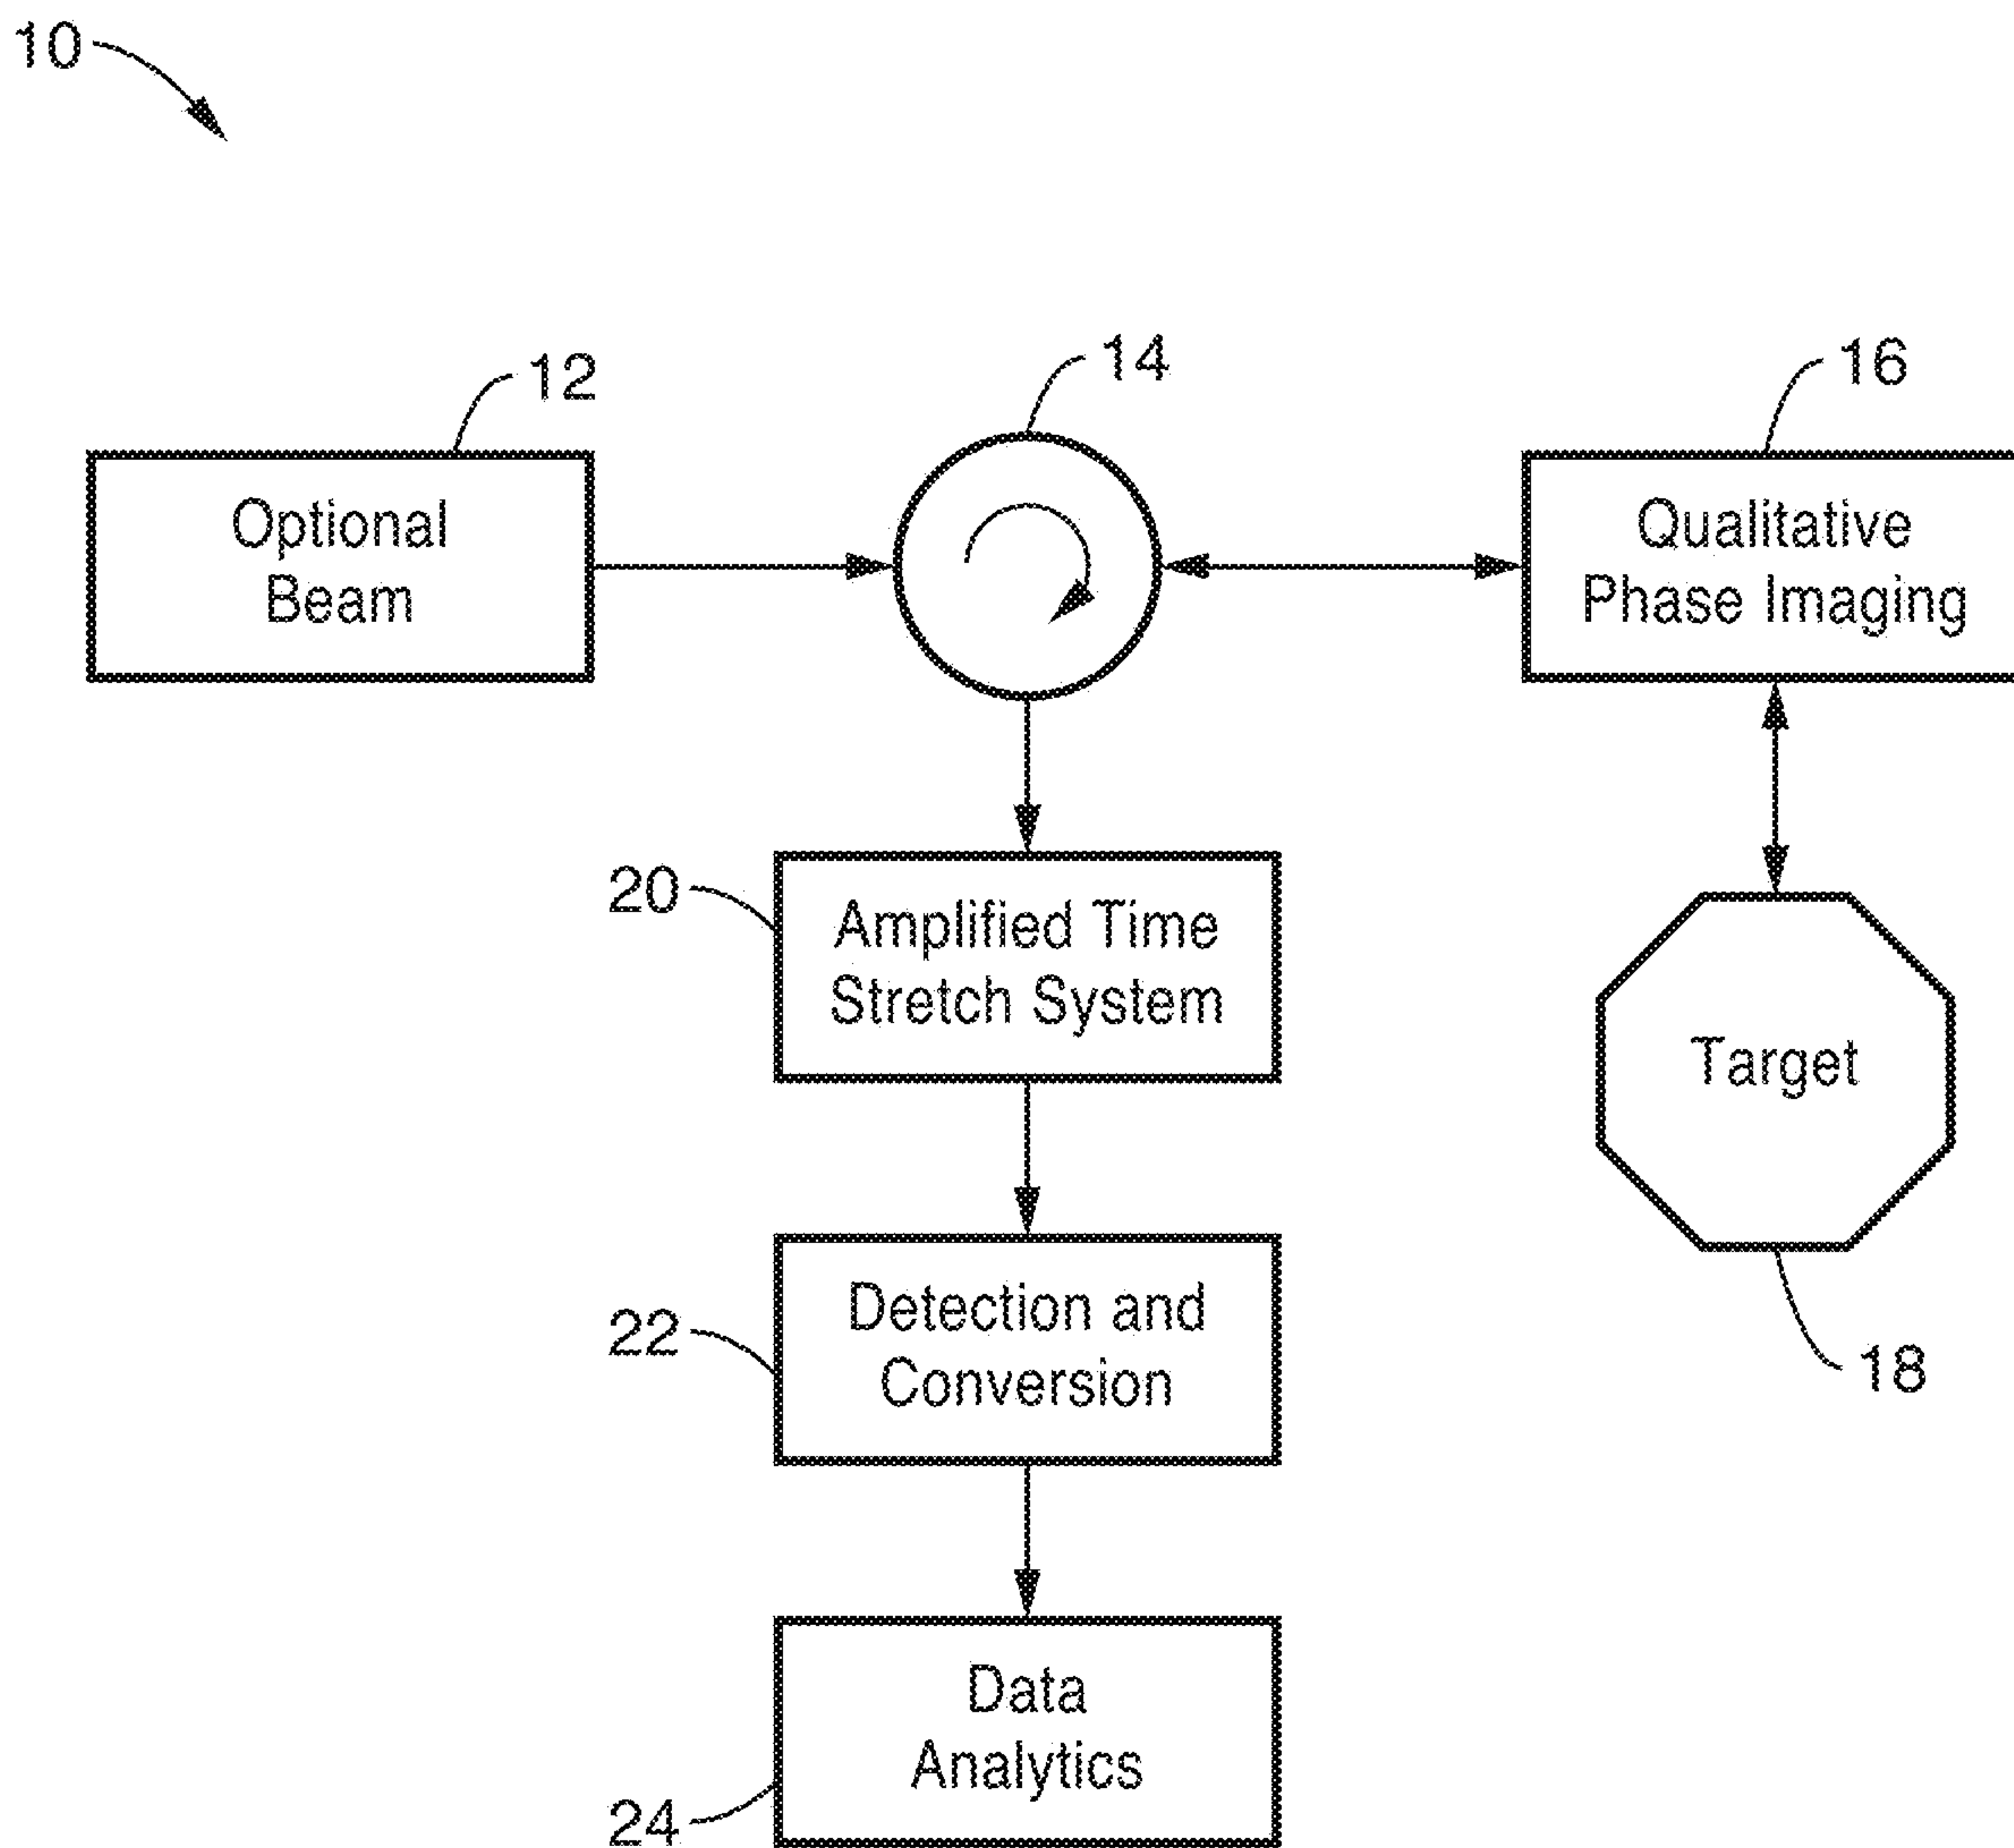 10
12
14
16
Optional
Beam
Qualitative
Phase Imaging
20
Amplified Time
Stretch System
Target
22
Detection and
Conversion
18
Data
Analytics
24